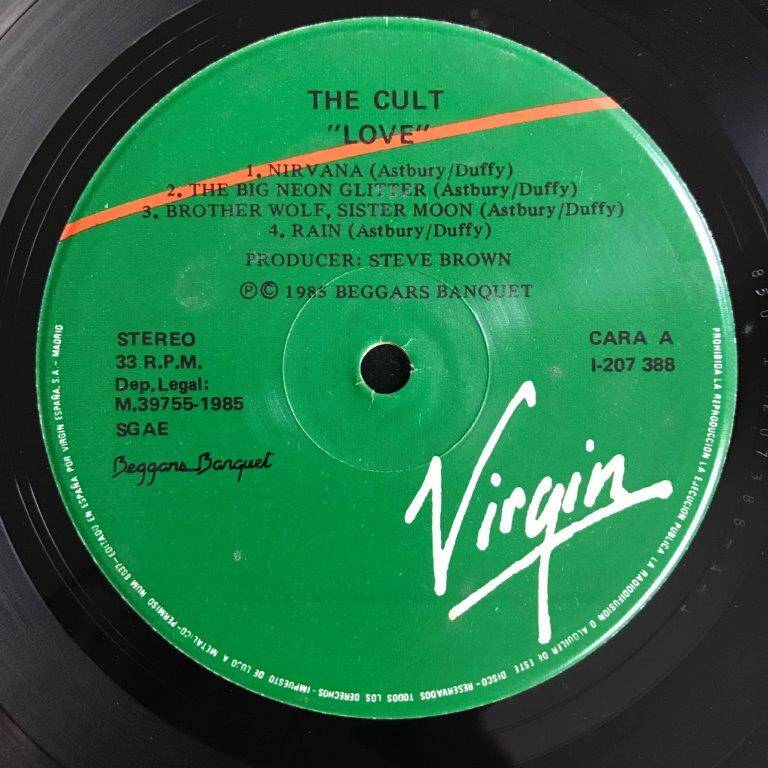 THE CULT
"LOVE"
1. NIRVANA (Astbury/Duffy)
2. THE BIG NEON GLITTER (Astbury/Duffy)
3. BROTHER WOLF, SISTER MOON (Astbury/Duffy)
4. RAIN (Astbury/Duffy)
PRODUCER: STEVE BROWN
Ⓟ© 1985 BEGGARS BANQUET
STEREO
33 R.P.M.
Dep. Legal:
M.39755-1985
SGAE
Beggars Banquet
CARA A
I-207 388
Virgin
PROHIBIDA LA REPRODUCCION LA EJECUCION PUBLICA LA RADIODIFUSION O ALQUILER DE ESTE DISCO-RESERVADOS TODOS LOS DERECHOS-IMPUESTO DE LUJO A METALICO-PERMISO NUM 5037-EDITADO EN ESPAÑA POR VIRGIN ESPAÑA, S.A.- MADRID